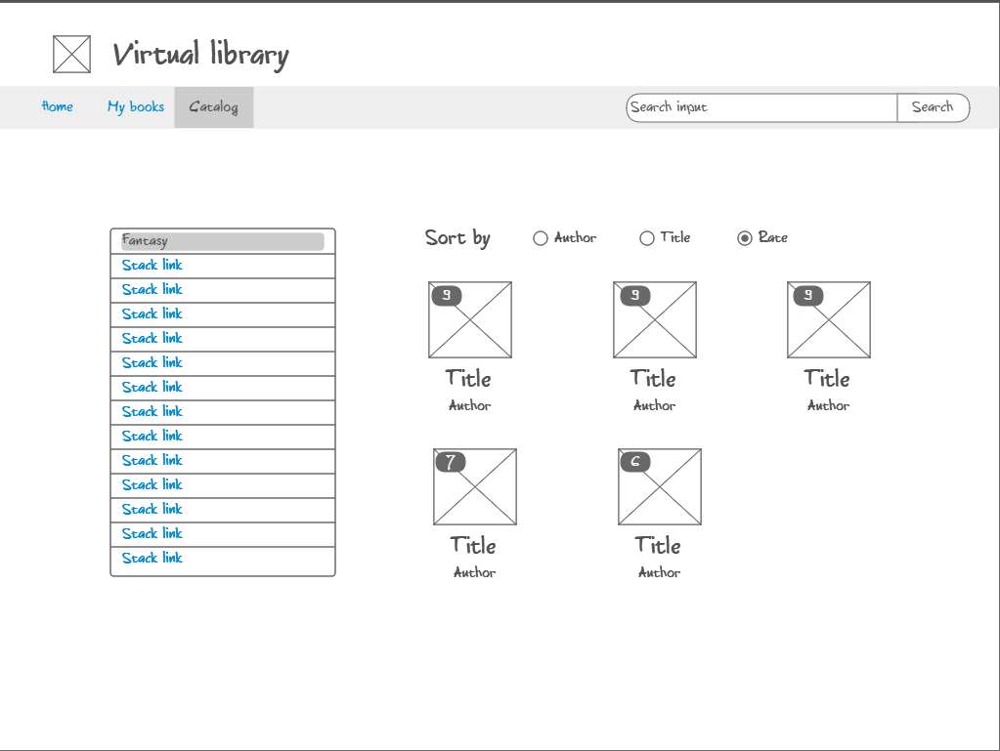 Virtual library
Home My books Catalog Search input Search
Fantasy
Stack link
Stack link
Stack link
Stack link
Stack link
Stack link
Stack link
Stack link
Stack link
Stack link
Stack link
Stack link
Stack link
Sort by Author Title Rate
9 9 9
Title Title Title
Author Author Author
7 6
Title Title
Author Author